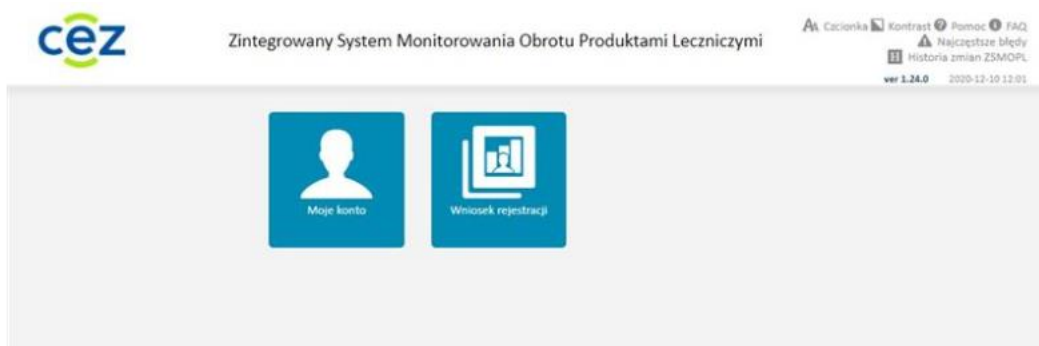 cez
Zintegrowany System Monitorowania Obrotu Produktami Leczniczymi
Czcionka Kontrast Pomoc FAQ
Najczęstsze błędy
Historia zmian ZSMOPL
ver 1.24.0 2020-12-10 12:01
Moje konto
Wniosek rejestracji